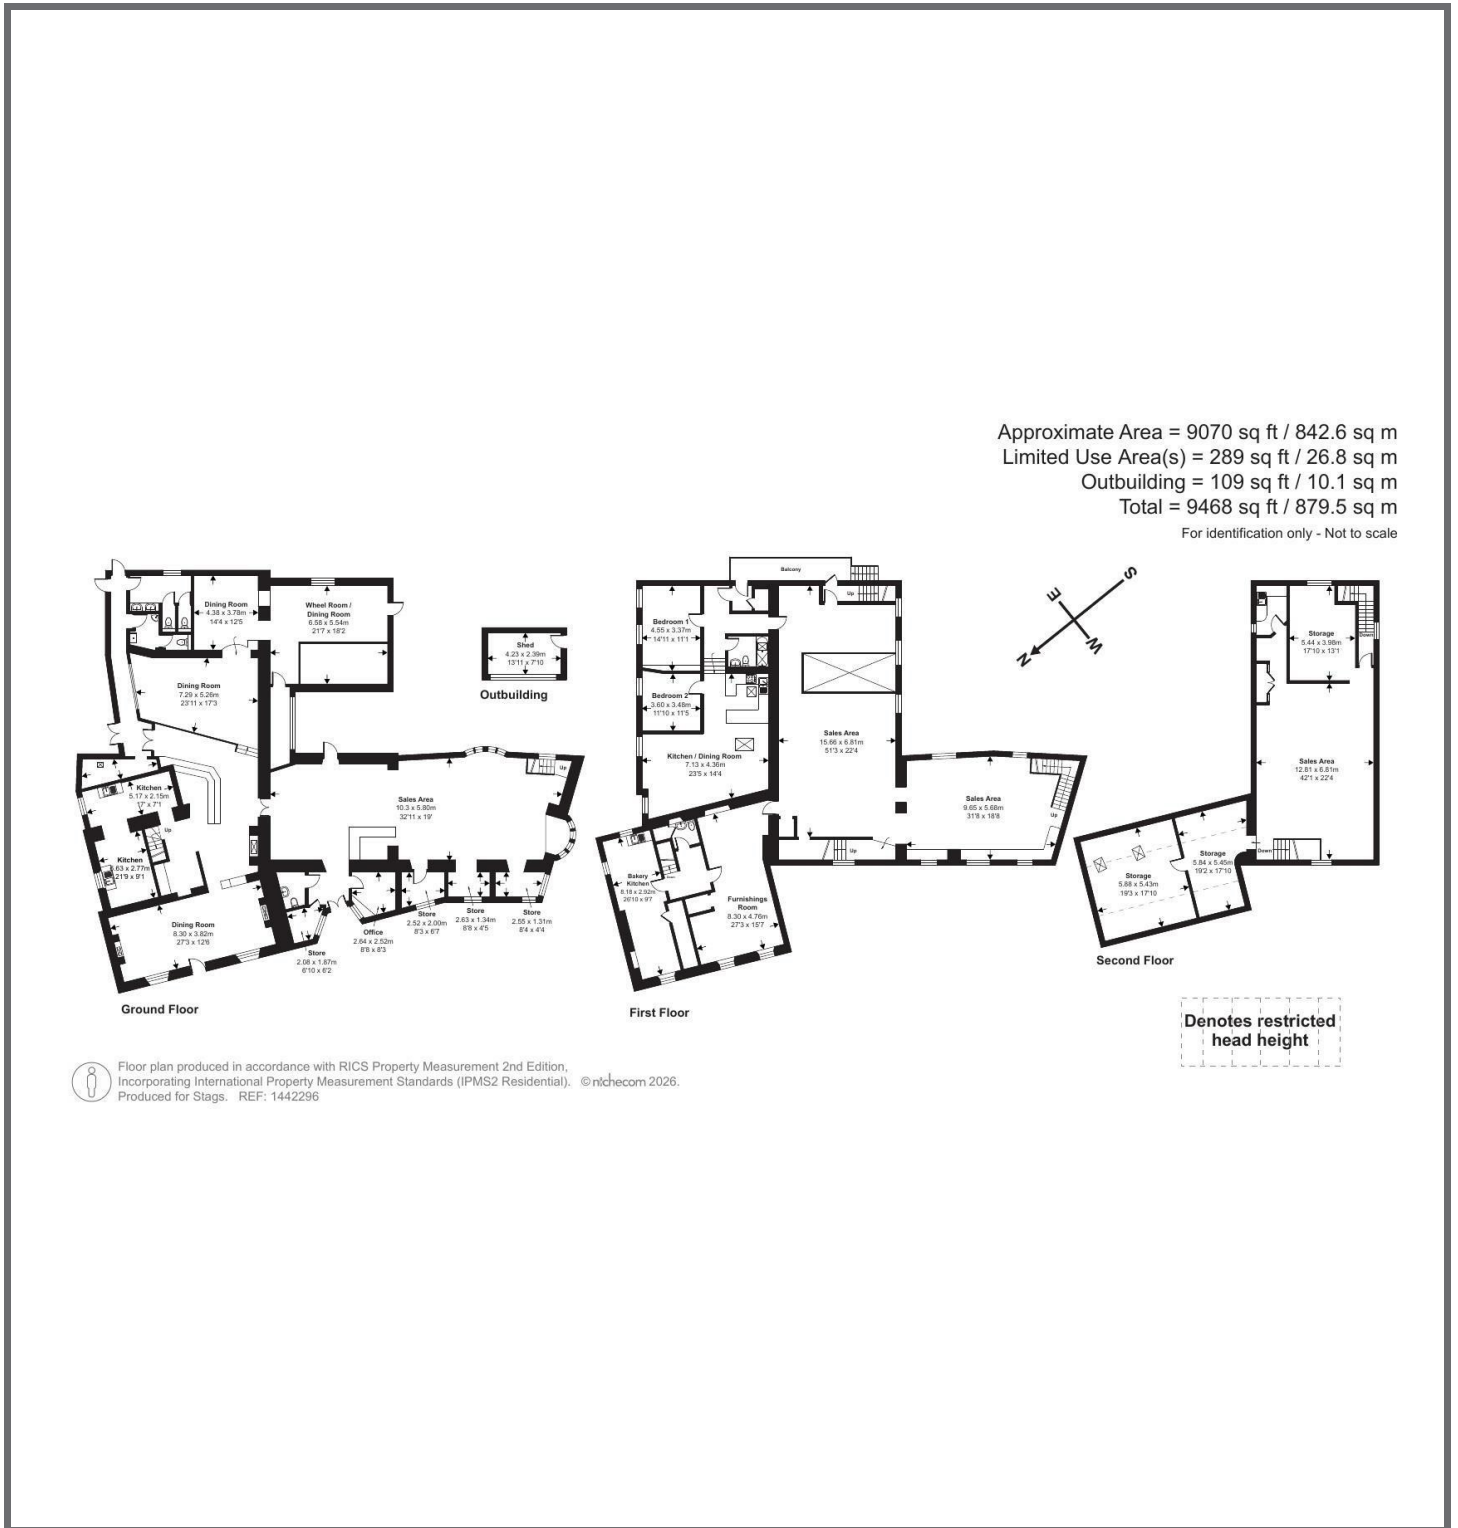 Approximate Area = 9070 sq ft / 842.6 sq m
Limited Use Area(s) = 289 sq ft / 26.8 sq m
Outbuilding = 109 sq ft / 10.1 sq m
Total = 9468 sq ft / 879.5 sq m
For identification only - Not to scale
S
E
W
N
Dining Room
4.38 x 3.78m
14'4 x 12'5
Wheel Room /
Dining Room
6.58 x 5.54m
21'7 x 18'2
Dining Room
7.29 x 5.26m
23'11 x 17'3
Kitchen
5.17 x 2.15m
17' x 7'1
Up
Kitchen
6.63 x 2.77m
21'9 x 9'1
Dining Room
8.30 x 3.82m
27'3 x 12'6
Sales Area
10.3 x 5.80m
32'11 x 19'
Up
Store
2.08 x 1.87m
6'10 x 6'2
Office
2.64 x 2.52m
8'8 x 8'3
Store
2.52 x 2.00m
8'3 x 6'7
Store
2.63 x 1.34m
8'8 x 4'5
Store
2.55 x 1.31m
8'4 x 4'4
Ground Floor
Shed
4.23 x 2.39m
13'11 x 7'10
Outbuilding
Balcony
Up
Bedroom 1
4.55 x 3.37m
14'11 x 11'1
Bedroom 2
3.60 x 3.48m
11'10 x 11'5
Kitchen / Dining Room
7.13 x 4.36m
23'5 x 14'4
Sales Area
15.66 x 6.81m
51'3 x 22'4
Sales Area
9.65 x 5.68m
31'8 x 18'8
Up
Up
Bakery
Kitchen
8.18 x 2.92m
26'10 x 9'7
Furnishings
Room
8.30 x 4.76m
27'3 x 15'7
First Floor
Storage
5.44 x 3.98m
17'10 x 13'1
Down
Sales Area
12.81 x 6.81m
42'1 x 22'4
Down
Storage
5.84 x 5.45m
19'2 x 17'10
Storage
5.88 x 5.43m
19'3 x 17'10
Second Floor
Denotes restricted
head height
Floor plan produced in accordance with RICS Property Measurement 2nd Edition,
Incorporating International Property Measurement Standards (IPMS2 Residential). © nichecom 2026.
Produced for Stags. REF: 1442296